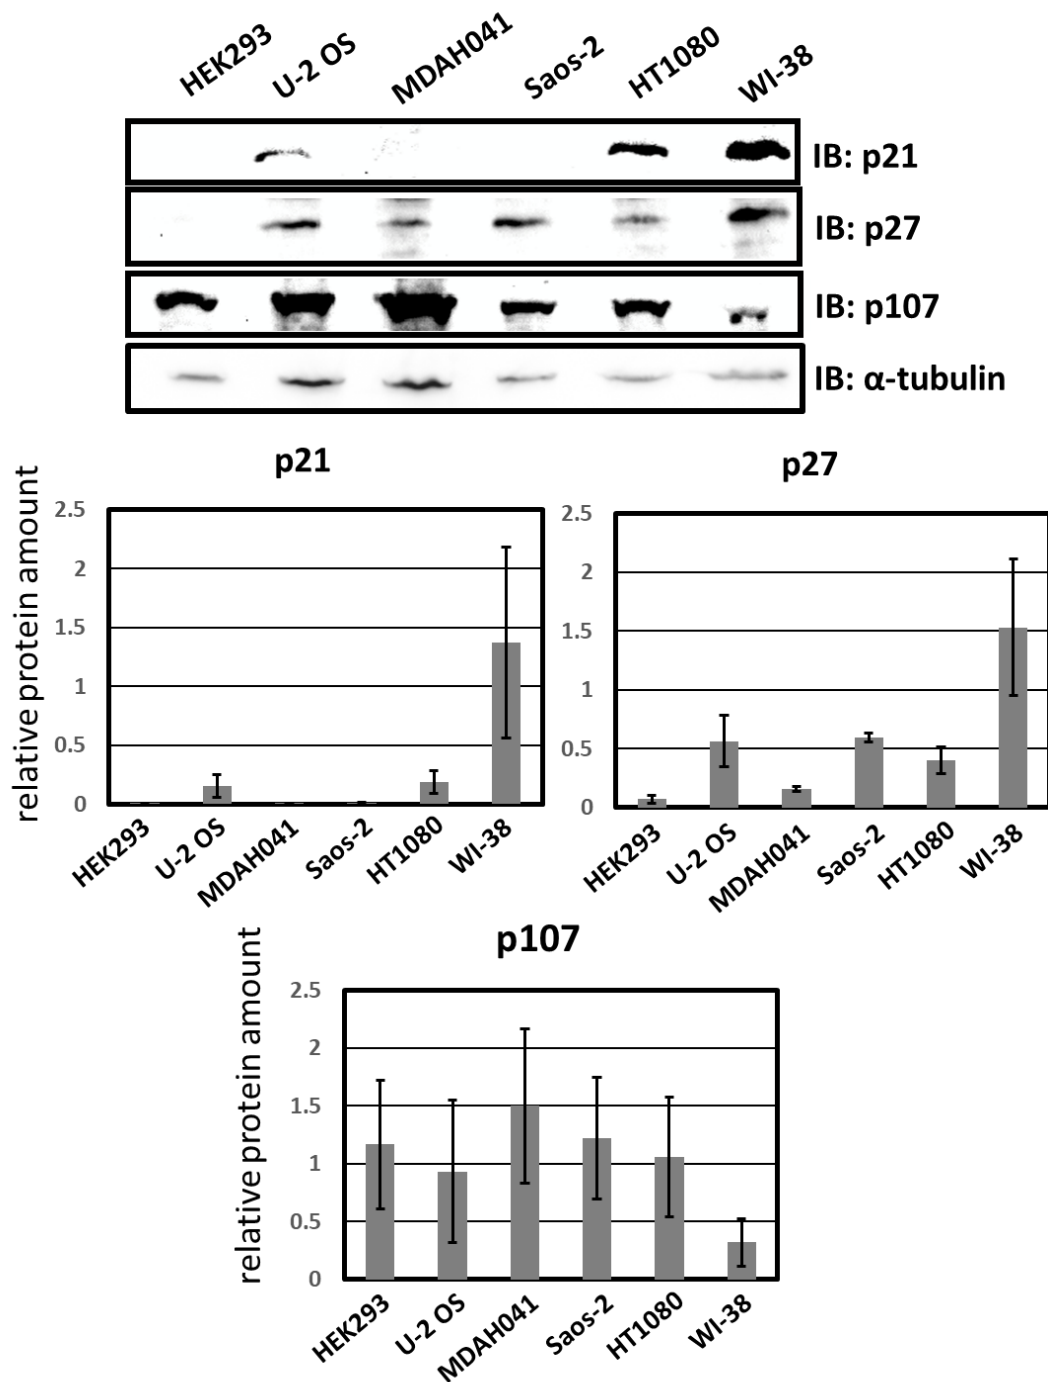 HEK293 U-2 OS MDAH041 Saos-2 HT1080 WI-38
IB: p21
IB: p27
IB: p107
IB: α-tubulin
p21
relative protein amount
2.5
2
1.5
1
0.5
0
HEK293 U-2 OS MDAH041 Saos-2 HT1080 WI-38
p27
2.5
2
1.5
1
0.5
0
HEK293 U-2 OS MDAH041 Saos-2 HT1080 WI-38
p107
relative protein amount
2.5
2
1.5
1
0.5
0
HEK293 U-2 OS MDAH041 Saos-2 HT1080 WI-38